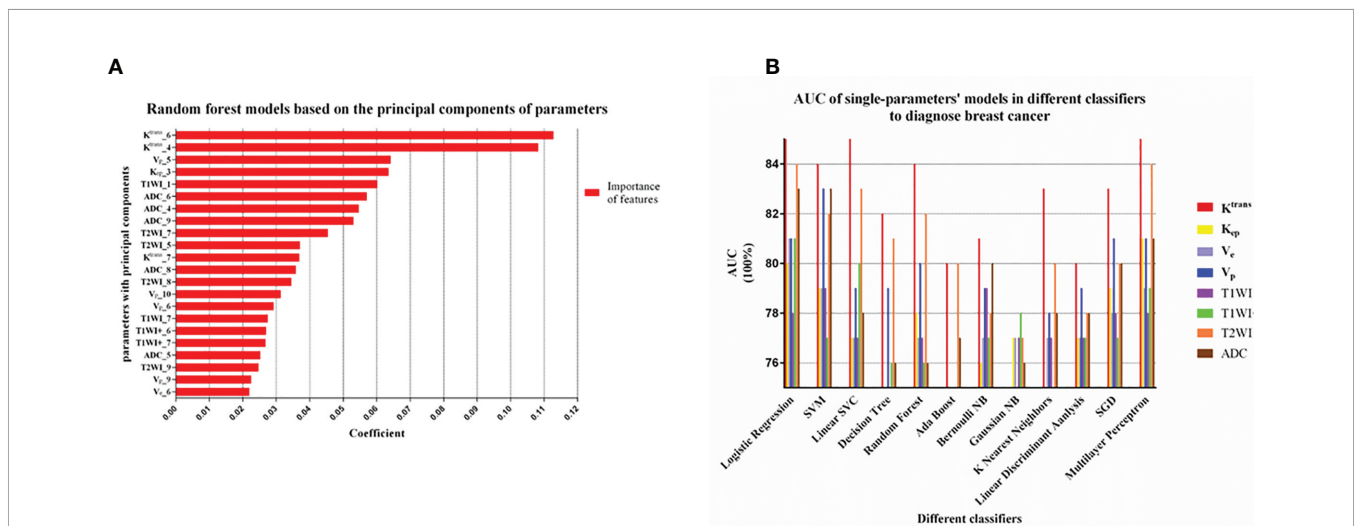 A
Random forest models based on the principal components of parameters
parameters with principal components
Ktrans_6
Ktrans_4
Vp_5
Kep_3
T1WI_1
ADC_6
ADC_4
ADC_9
T2WI_7
T2WI_5
Ktrans_7
ADC_8
T2WI_8
Vp_10
Vp_6
T1WI_7
T1WI+_6
T1WI+_7
ADC_5
T2WI_9
Vp_9
0.00 0.01 0.02 0.03 0.04 0.05 0.06 0.07 0.08 0.09 0.10 0.11 0.12
Coefficient
Importance
of features
B
AUC of single-parameters' models in different classifiers
to diagnose breast cancer
AUC
(100%)
84
82
80
78
76
Logistic Regression
SVM
Linear SVC
Decision Tree
Random Forest
Ada Boost
Bernoulli NB
Gaussian NB
K Nearest Neighbors
Linear Discriminant Aanlysis
SGD
Multilayer Perceptron
Different classifiers
Ktrans
Kep
Ve
Vp
T1WI
T1WI
T2WI
ADC